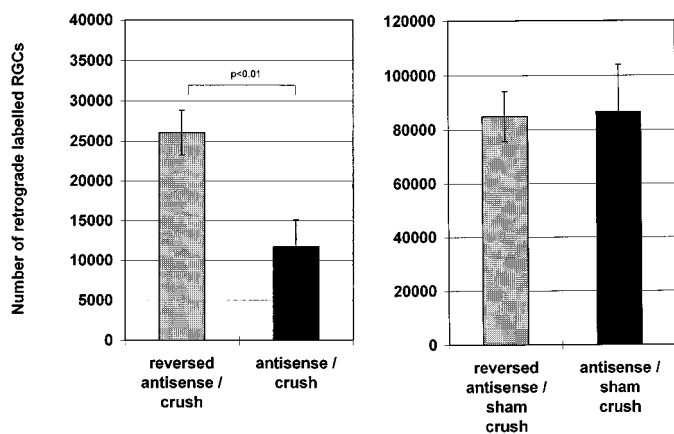 Number of retrograde labelled RGCs
40000
35000
30000
25000
20000
15000
10000
5000
0
p<0.01
reversed
antisense /
crush
antisense /
crush
120000
100000
80000
60000
40000
20000
0
reversed
antisense /
sham
crush
antisense /
sham
crush